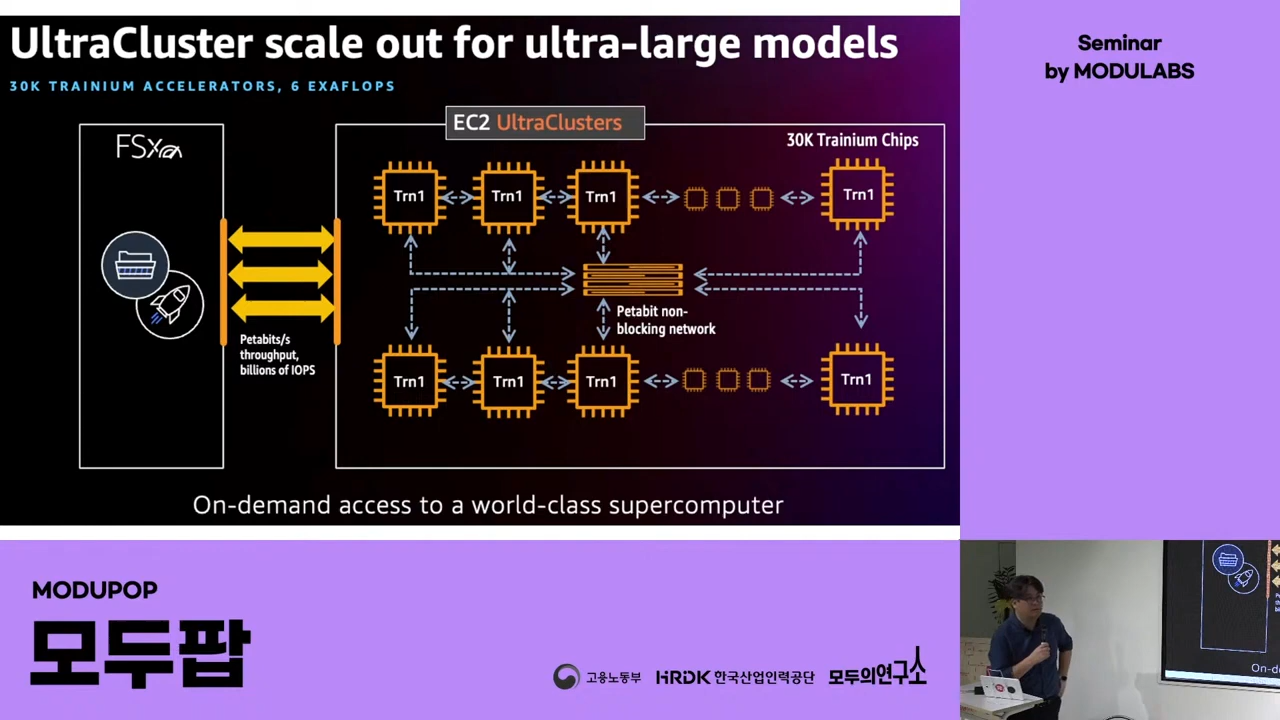 UltraCluster scale out for ultra-large models
30K TRAINIUM ACCELERATORS, 6 EXAFLOPS
FSx
EC2 UltraClusters
30K Trainium Chips
Trn1
Trn1
Trn1
Trn1
Petabit non-
blocking network
Petabits/s
throughput,
billions of IOPS
Trn1
Trn1
Trn1
Trn1
On-demand access to a world-class supercomputer
Seminar
by MODULABS
MODUPOP
모두팝
고용노동부
HRDK 한국산업인력공단
모두의연구소
On-d